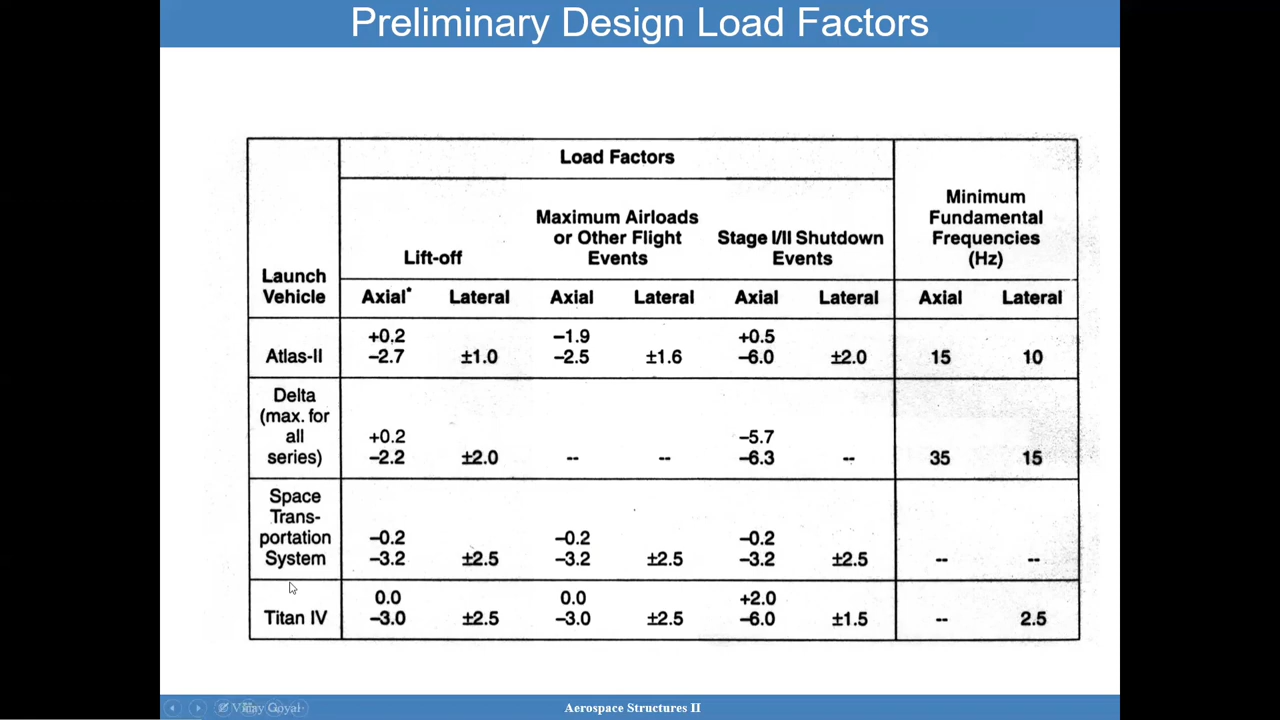 Preliminary Design Load Factors
Load Factors
Minimum
Fundamental
Frequencies
(Hz)
Maximum Airloads
or Other Flight
Events
Stage I/II Shutdown
Events
Lift-off
Launch
Vehicle
Axial* Lateral Axial Lateral Axial Lateral Axial Lateral
+0.2 −1.9 +0.5
Atlas-II −2.7 ±1.0 −2.5 ±1.6 −6.0 ±2.0 15 10
Delta
(max. for
all
series)
+0.2 −5.7
−2.2 ±2.0 -- -- −6.3 -- 35 15
Space
Trans-
portation
System
−0.2 −0.2 −0.2
−3.2 ±2.5 −3.2 ±2.5 −3.2 ±2.5 -- --
0.0 0.0 +2.0
Titan IV −3.0 ±2.5 −3.0 ±2.5 −6.0 ±1.5 -- 2.5
Goyal
Aerospace Structures II